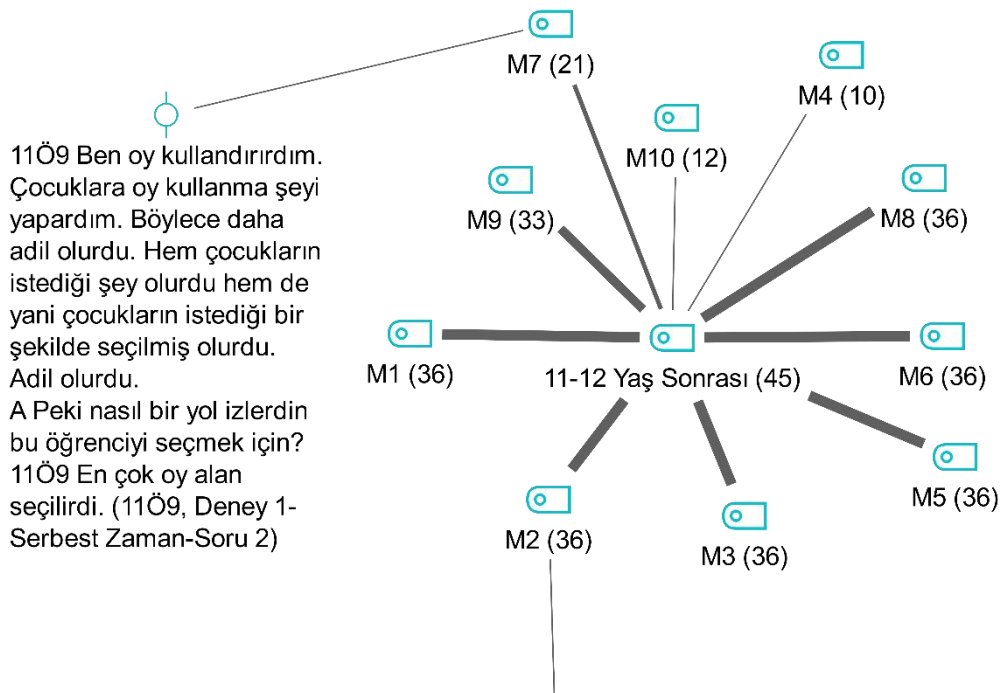 M7 (21)
M4 (10)
M10 (12)
M9 (33)
M8 (36)
11Ö9 Ben oy kullandırırdım.
Çocuklara oy kullanma şeyi
yapardım. Böylece daha
adil olurdu. Hem çocukların
istediği şey olurdu hem de
yani çocukların istediği bir
şekilde seçilmiş olurdu.
Adil olurdu.
A Peki nasıl bir yol izlerdin
bu öğrenciyi seçmek için?
11Ö9 En çok oy alan
seçilirdi. (11Ö9, Deney 1-
Serbest Zaman-Soru 2)
M1 (36)
11-12 Yaş Sonrası (45)
M6 (36)
M5 (36)
M2 (36)
M3 (36)